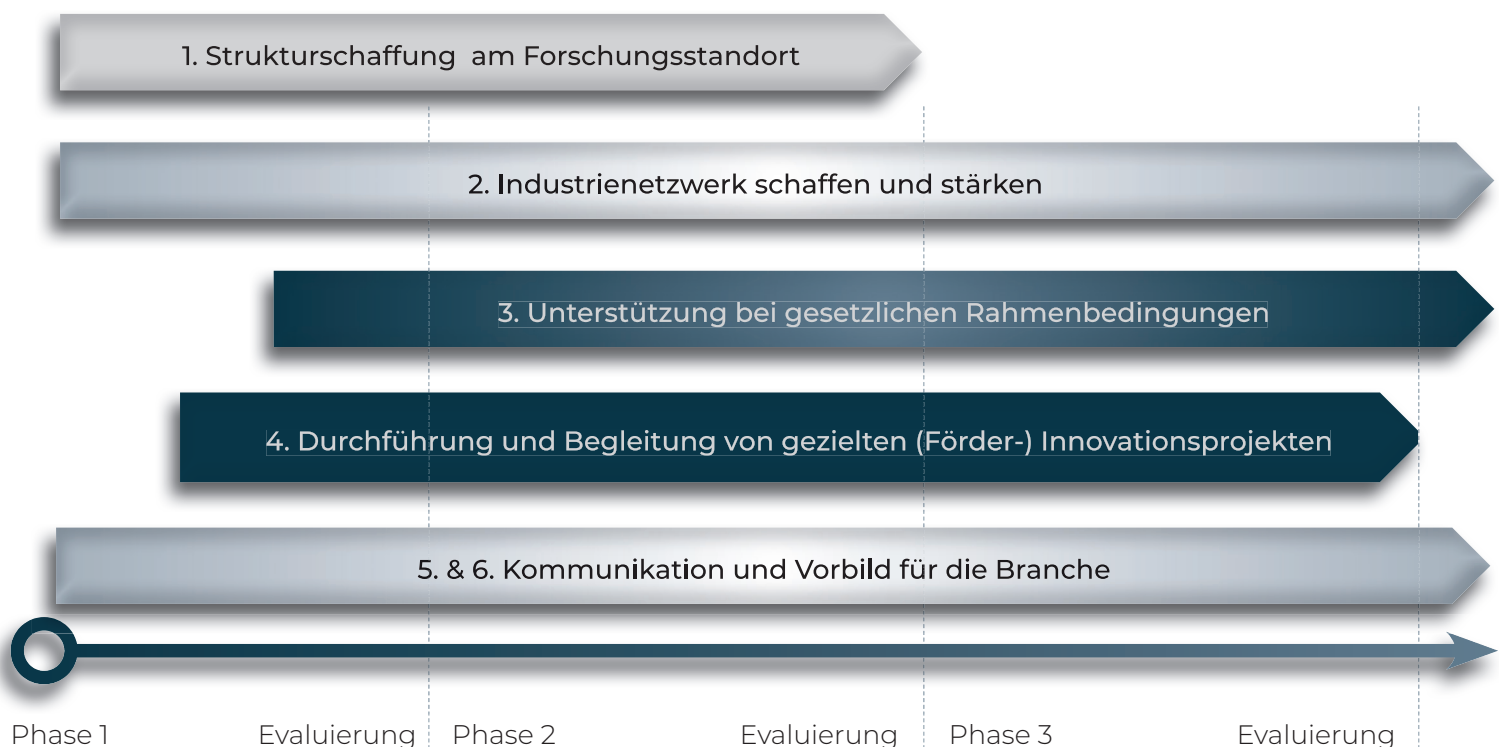 1. Strukturschaffung am Forschungsstandort
2. Industrienetzwerk schaffen und stärken
3. Unterstützung bei gesetzlichen Rahmenbedingungen
4. Durchführung und Begleitung von gezielten (Förder-) Innovationsprojekten
5. & 6. Kommunikation und Vorbild für die Branche
Phase 1 Evaluierung Phase 2 Evaluierung Phase 3 Evaluierung